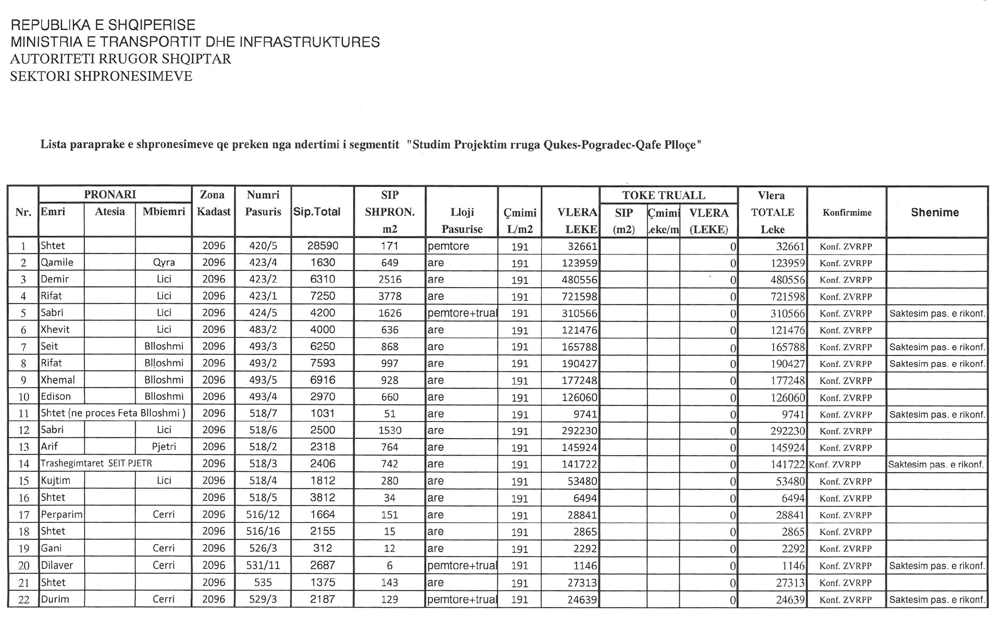 REPUBLIKA E SHQIPERISE
MINISTRIA E TRANSPORTIT DHE INFRASTRUKTURES
AUTORITETI RRUGOR SHQIPTAR
SEKTORI SHPRONESIMEVE
Lista paraprake e shpronesimeve qe preken nga ndertimi i segmentit "Studim Projektim rruga Qukes-Pogradec-Qafe Plloçe"
PRONARI Zona Numri SIP TOKE TRUALL Vlera
Nr. Emri Atesia Mbiemri Kadast Pasuris Sip.Total SHPRON. Lloji Çmimi VLERA SIP Çmimi VLERA TOTALE Konfirmime Shenime
m2 Pasurise L/m2 LEKE (m2) eke/m (LEKE) Leke
1 Shtet 2096 420/5 28590 171 pemtore 191 32661 0 32661 Konf. ZVRPP
2 Qamile Qyra 2096 423/4 1630 649 are 191 123959 0 123959 Konf. ZVRPP
3 Demir Lici 2096 423/2 6310 2516 are 191 480556 0 480556 Konf. ZVRPP
4 Rifat Lici 2096 423/1 7250 3778 are 191 721598 0 721598 Konf. ZVRPP
5 Sabri Lici 2096 424/5 4200 1626 pemtore+trual 191 310566 0 310566 Konf. ZVRPP Saktesim pas. e rikonf.
6 Xhevit Lici 2096 483/2 4000 636 are 191 121476 0 121476 Konf. ZVRPP
7 Seit Blloshmi 2096 493/3 6250 868 are 191 165788 0 165788 Konf. ZVRPP Saktesim pas. e rikonf.
8 Rifat Blloshmi 2096 493/2 7593 997 are 191 190427 0 190427 Konf. ZVRPP Saktesim pas. e rikonf.
9 Xhemal Blloshmi 2096 493/5 6916 928 are 191 177248 0 177248 Konf. ZVRPP
10 Edison Blloshmi 2096 493/4 2970 660 are 191 126060 0 126060 Konf. ZVRPP
11 Shtet (ne proces Feta Blloshmi ) 2096 518/7 1031 51 are 191 9741 0 9741 Konf. ZVRPP Saktesim pas. e rikonf.
12 Sabri Lici 2096 518/6 2500 1530 are 191 292230 0 292230 Konf. ZVRPP
13 Arif Pjetri 2096 518/2 2318 764 are 191 145924 0 145924 Konf. ZVRPP
14 Trashegimtaret SEIT PJETR 2096 518/3 2406 742 are 191 141722 0 141722 Konf. ZVRPP Saktesim pas. e rikonf.
15 Kujtim Lici 2096 518/4 1812 280 are 191 53480 0 53480 Konf. ZVRPP
16 Shtet 2096 518/5 3812 34 are 191 6494 0 6494 Konf. ZVRPP
17 Perparim Cerri 2096 516/12 1664 151 are 191 28841 0 28841 Konf. ZVRPP
18 Shtet 2096 516/16 2155 15 are 191 2865 0 2865 Konf. ZVRPP
19 Gani Cerri 2096 526/3 312 12 are 191 2292 0 2292 Konf. ZVRPP
20 Dilaver Cerri 2096 531/11 2687 6 pemtore+trual 191 1146 0 1146 Konf. ZVRPP Saktesim pas. e rikonf.
21 Shtet 2096 535 1375 143 are 191 27313 0 27313 Konf. ZVRPP
22 Durim Cerri 2096 529/3 2187 129 pemtore+trual 191 24639 0 24639 Konf. ZVRPP Saktesim pas. e rikonf.